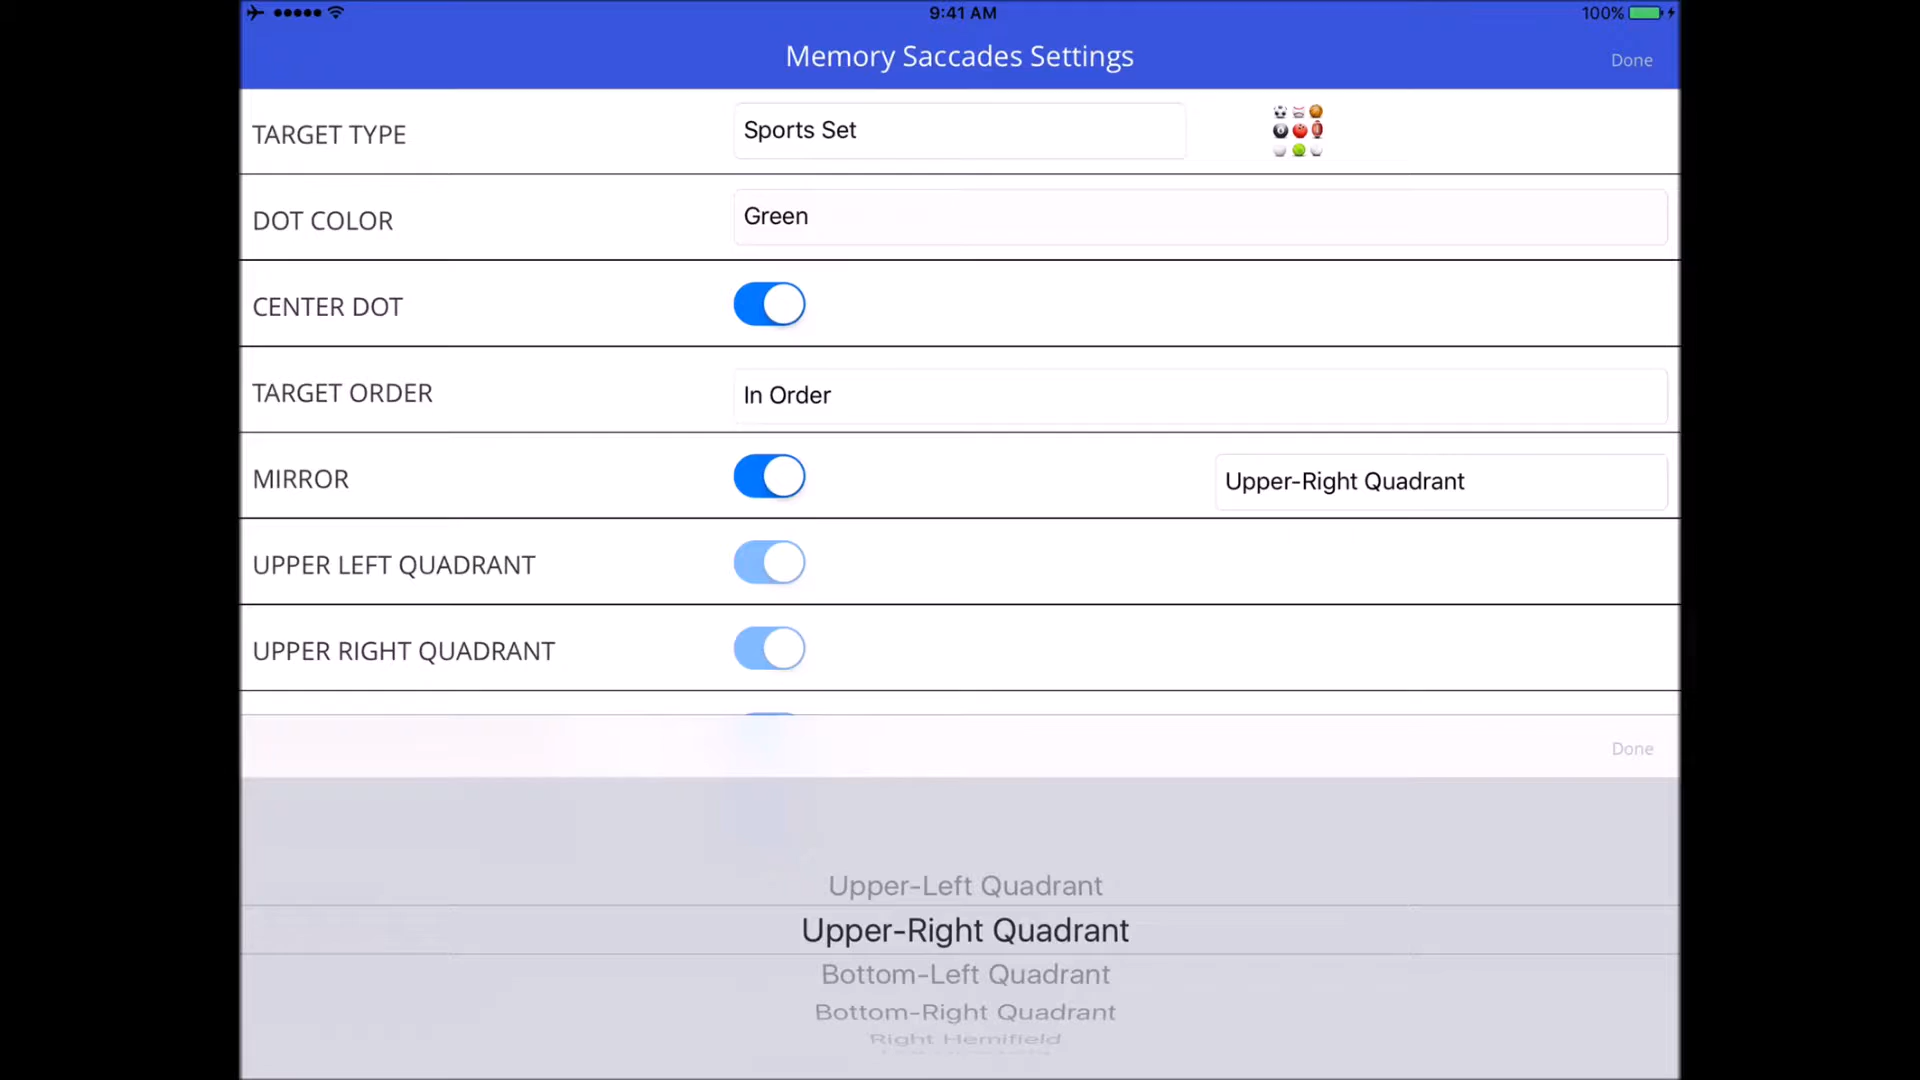 9:41 AM
100%
Memory Saccades Settings
Done
TARGET TYPE
Sports Set
DOT COLOR
Green
CENTER DOT
TARGET ORDER
In Order
MIRROR
Upper-Right Quadrant
UPPER LEFT QUADRANT
UPPER RIGHT QUADRANT
Done
Upper-Left Quadrant
Upper-Right Quadrant
Bottom-Left Quadrant
Bottom-Right Quadrant
Right Hemifield